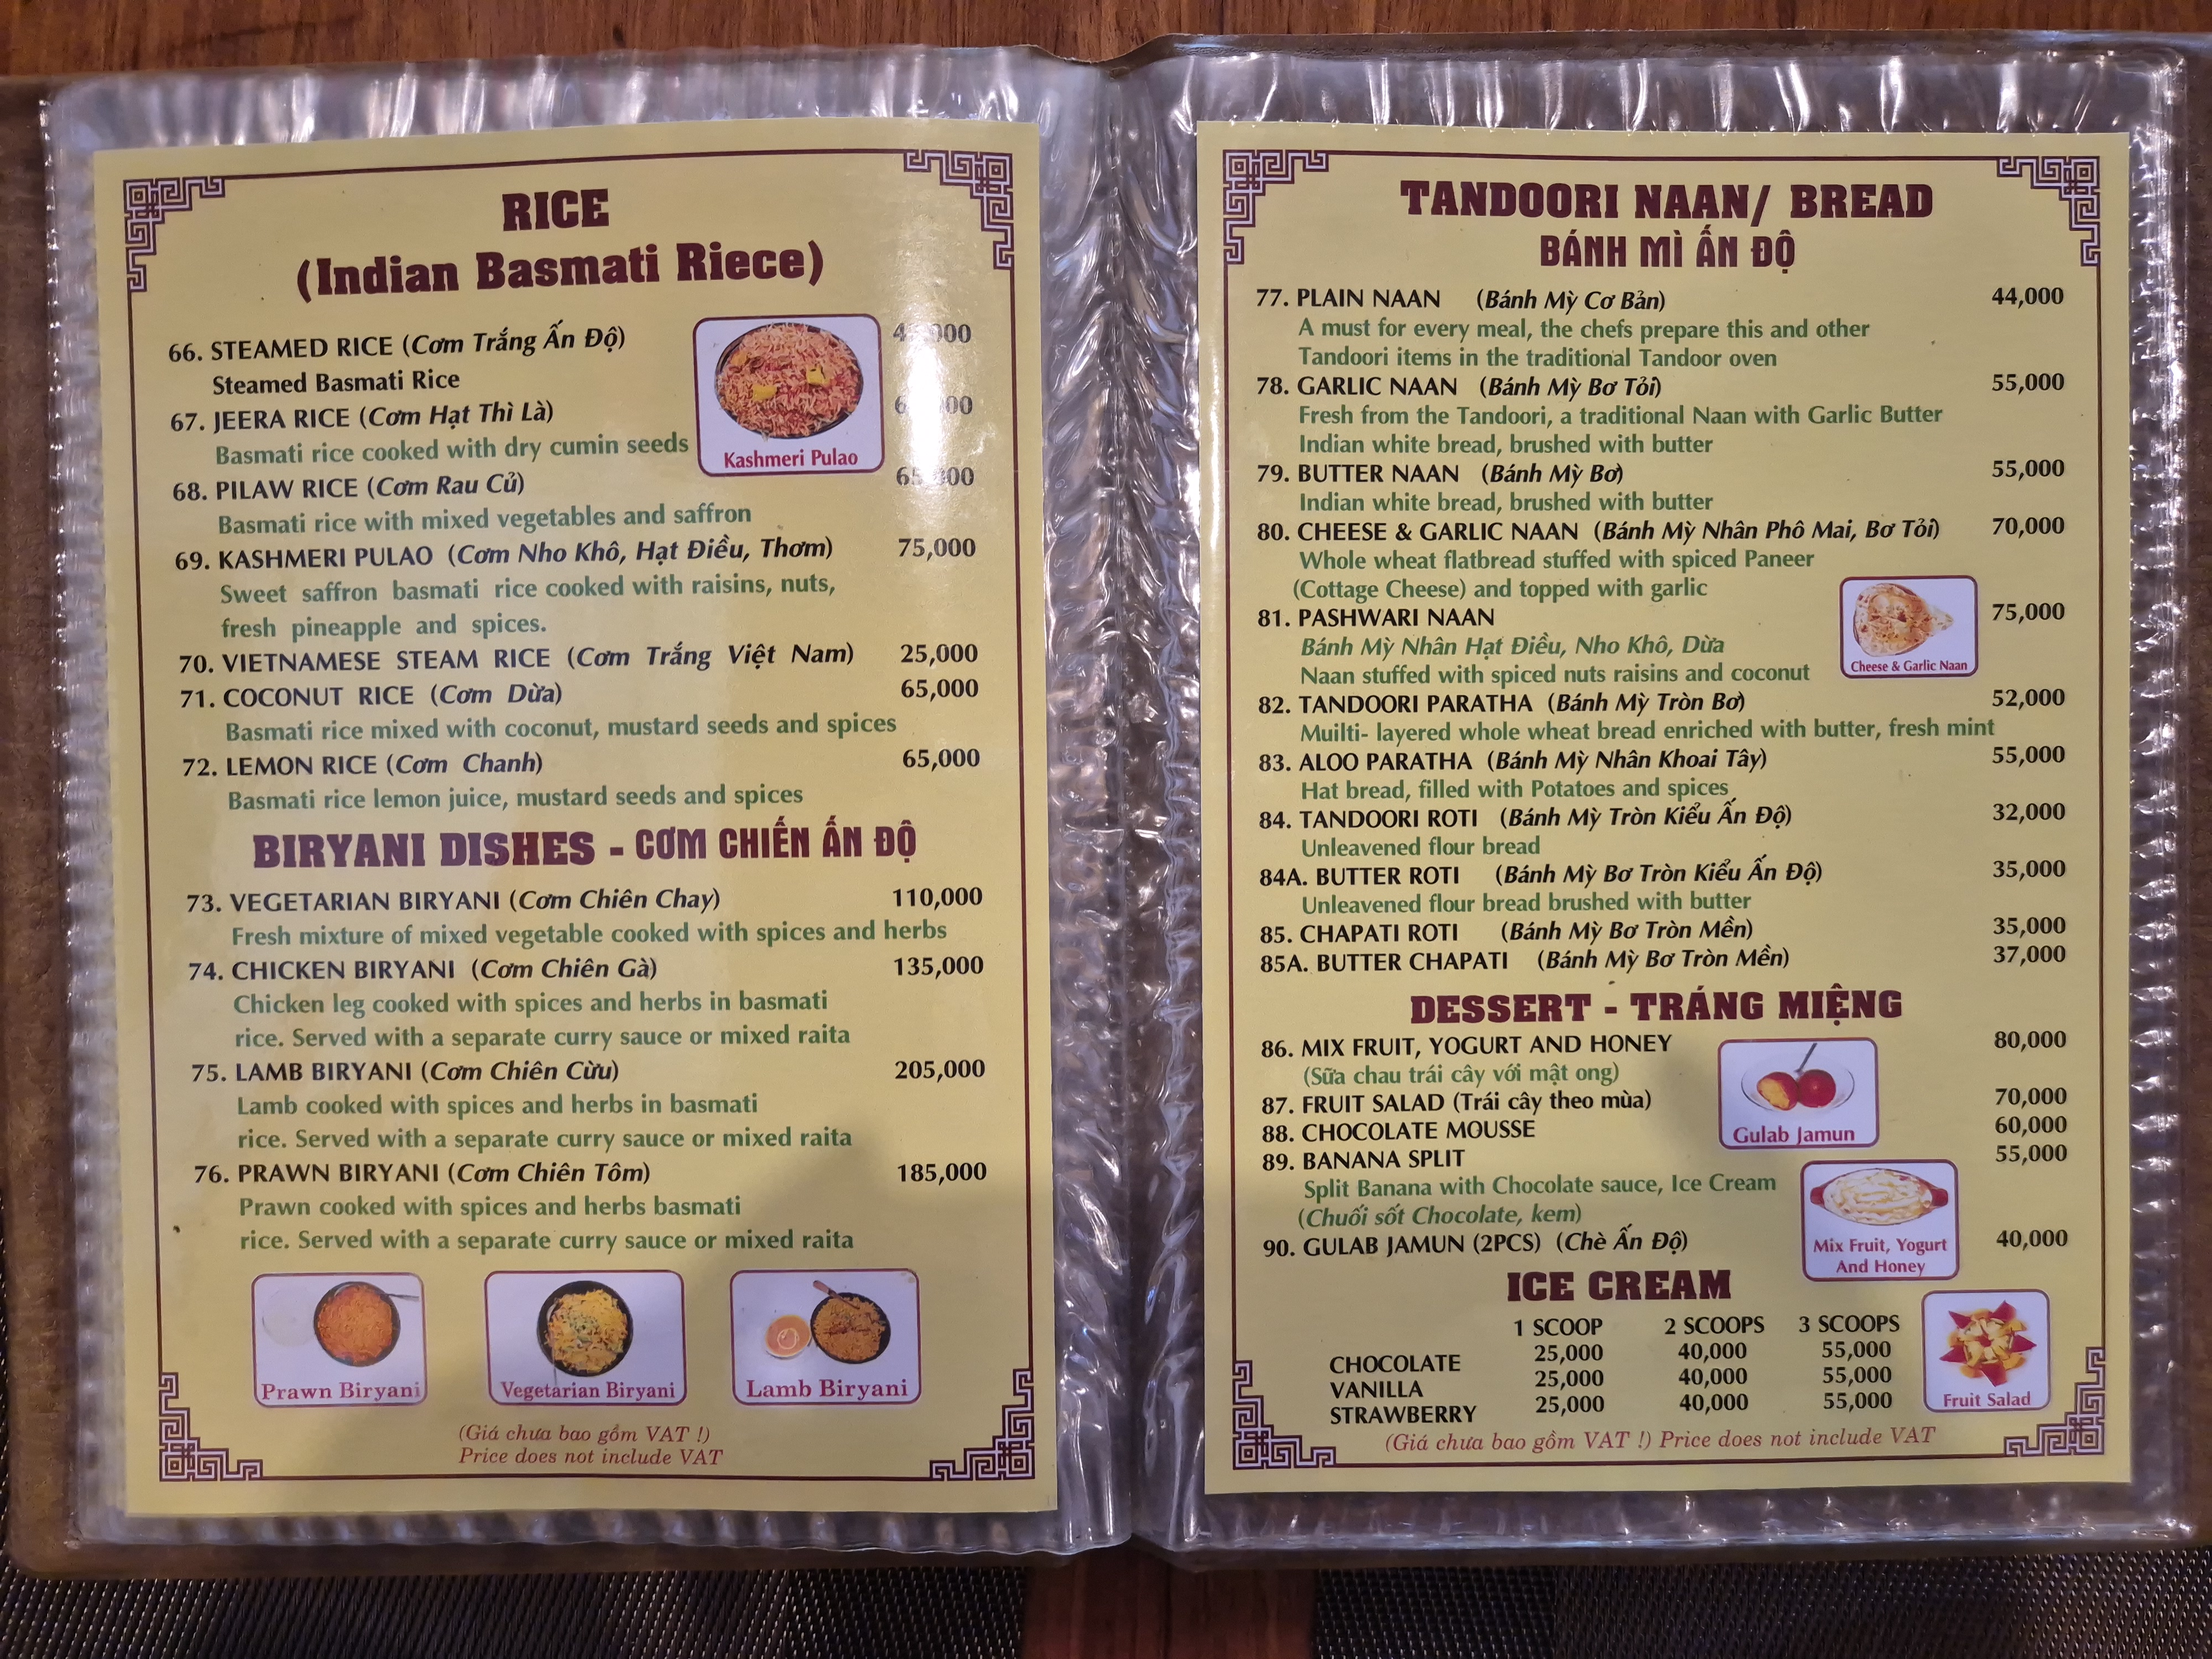 RICE
(Indian Basmati Riece)
66. STEAMED RICE (Cơm Trắng Ấn Độ)
Steamed Basmati Rice
67. JEERA RICE (Cơm Hạt Thì Là)
Basmati rice cooked with dry cumin seeds
Kashmeri Pulao
68. PILAW RICE (Cơm Rau Củ)
Basmati rice with mixed vegetables and saffron
69. KASHMERI PULAO (Cơm Nho Khô, Hạt Điều, Thơm) 75,000
Sweet saffron basmati rice cooked with raisins, nuts,
fresh pineapple and spices.
70. VIETNAMESE STEAM RICE (Cơm Trắng Việt Nam) 25,000
71. COCONUT RICE (Cơm Dừa) 65,000
Basmati rice mixed with coconut, mustard seeds and spices
72. LEMON RICE (Cơm Chanh) 65,000
Basmati rice lemon juice, mustard seeds and spices
BIRYANI DISHES - CƠM CHIẾN ẤN ĐỘ
73. VEGETARIAN BIRYANI (Cơm Chiên Chay) 110,000
Fresh mixture of mixed vegetable cooked with spices and herbs
74. CHICKEN BIRYANI (Cơm Chiên Gà) 135,000
Chicken leg cooked with spices and herbs in basmati
rice. Served with a separate curry sauce or mixed raita
75. LAMB BIRYANI (Cơm Chiên Cừu) 205,000
Lamb cooked with spices and herbs in basmati
rice. Served with a separate curry sauce or mixed raita
76. PRAWN BIRYANI (Cơm Chiên Tôm) 185,000
Prawn cooked with spices and herbs basmati
rice. Served with a separate curry sauce or mixed raita
Prawn Biryani
Vegetarian Biryani
Lamb Biryani
(Giá chưa bao gồm VAT !)
Price does not include VAT
TANDOORI NAAN/ BREAD
BÁNH MÌ ẤN ĐỘ
77. PLAIN NAAN (Bánh Mỳ Cơ Bản) 44,000
A must for every meal, the chefs prepare this and other
Tandoori items in the traditional Tandoor oven
78. GARLIC NAAN (Bánh Mỳ Bơ Tỏi) 55,000
Fresh from the Tandoori, a traditional Naan with Garlic Butter
Indian white bread, brushed with butter
79. BUTTER NAAN (Bánh Mỳ Bơ) 55,000
Indian white bread, brushed with butter
80. CHEESE & GARLIC NAAN (Bánh Mỳ Nhân Phô Mai, Bơ Tỏi) 70,000
Whole wheat flatbread stuffed with spiced Paneer
(Cottage Cheese) and topped with garlic
81. PASHWARI NAAN 75,000
Bánh Mỳ Nhân Hạt Điều, Nho Khô, Dừa
Naan stuffed with spiced nuts raisins and coconut
Cheese & Garlic Naan
82. TANDOORI PARATHA (Bánh Mỳ Tròn Bơ) 52,000
Muilti- layered whole wheat bread enriched with butter, fresh mint
83. ALOO PARATHA (Bánh Mỳ Nhân Khoai Tây) 55,000
Hat bread, filled with Potatoes and spices
84. TANDOORI ROTI (Bánh Mỳ Tròn Kiểu Ấn Độ) 32,000
Unleavened flour bread
84A. BUTTER ROTI (Bánh Mỳ Bơ Tròn Kiểu Ấn Độ) 35,000
Unleavened flour bread brushed with butter
85. CHAPATI ROTI (Bánh Mỳ Bơ Tròn Mền) 35,000
85A. BUTTER CHAPATI (Bánh Mỳ Bơ Tròn Mền) 37,000
DESSERT - TRÁNG MIỆNG
86. MIX FRUIT, YOGURT AND HONEY 80,000
(Sữa chau trái cây với mật ong)
87. FRUIT SALAD (Trái cây theo mùa) 70,000
88. CHOCOLATE MOUSSE 60,000
Gulab Jamun
89. BANANA SPLIT 55,000
Split Banana with Chocolate sauce, Ice Cream
(Chuối sốt Chocolate, kem)
90. GULAB JAMUN (2PCS) (Chè Ấn Độ) 40,000
Mix Fruit, Yogurt
And Honey
ICE CREAM
1 SCOOP 2 SCOOPS 3 SCOOPS
CHOCOLATE 25,000 40,000 55,000
VANILLA 25,000 40,000 55,000
STRAWBERRY 25,000 40,000 55,000
Fruit Salad
(Giá chưa bao gồm VAT !) Price does not include VAT